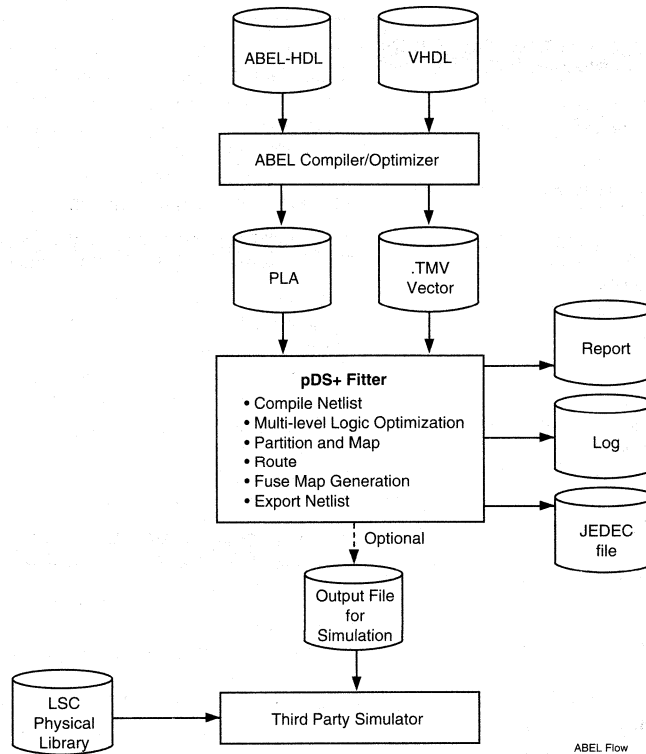 ABEL-HDL
VHDL
ABEL Compiler/Optimizer
PLA
.TMV
Vector
pDS+ Fitter
• Compile Netlist
• Multi-level Logic Optimization
• Partition and Map
• Route
• Fuse Map Generation
• Export Netlist
Report
Log
JEDEC
file
Optional
Output File
for
Simulation
LSC
Physical
Library
Third Party Simulator
ABEL Flow